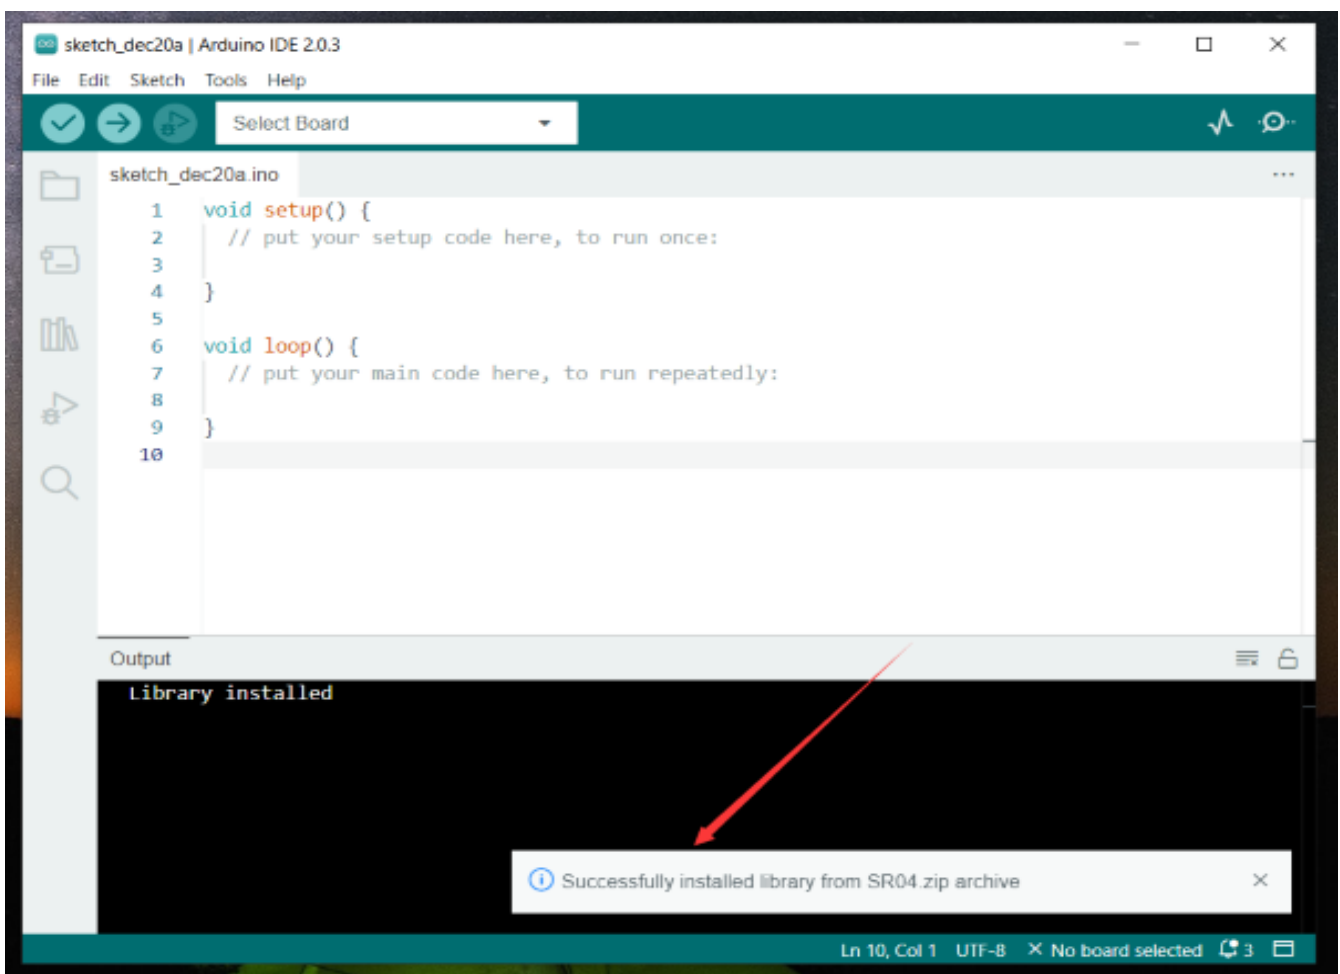 sketch_dec20a | Arduino IDE 2.0.3
File Edit Sketch Tools Help
Select Board
sketch_dec20a.ino
1 void setup() {
2 // put your setup code here, to run once:
3
4 }
5
6 void loop() {
7 // put your main code here, to run repeatedly:
8
9 }
10
Output
Library installed
Successfully installed library from SR04.zip archive
Ln 10, Col 1 UTF-8 × No board selected 3